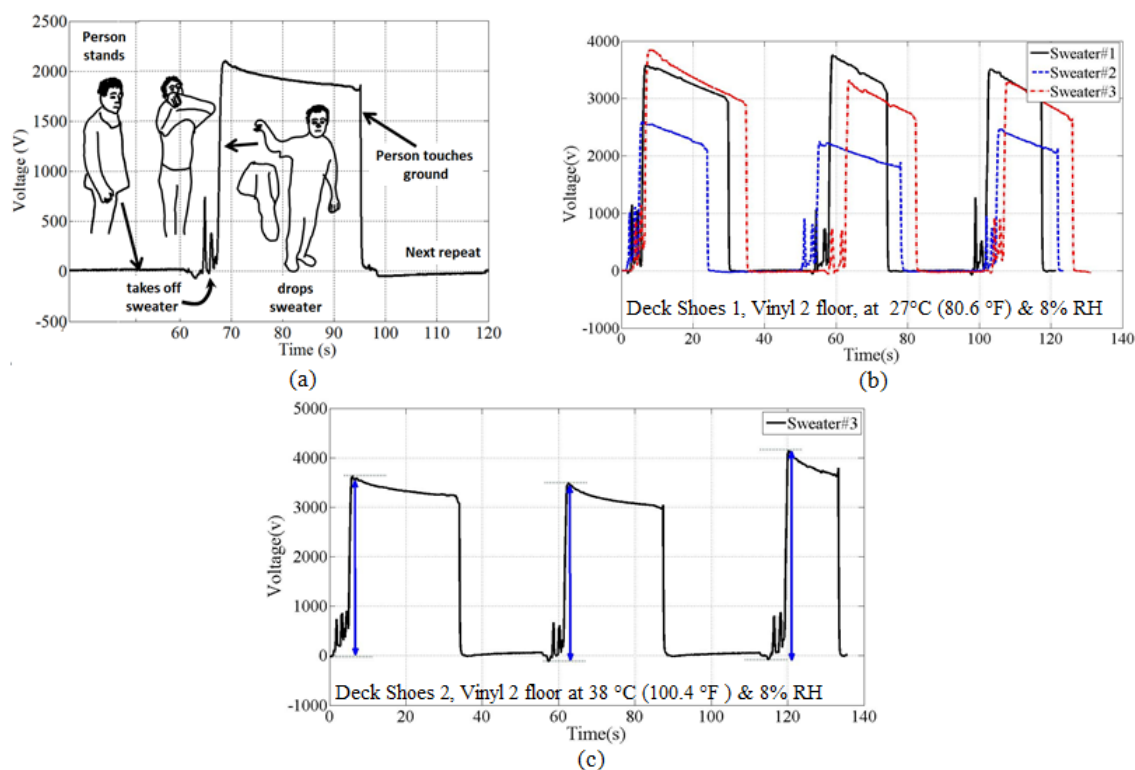 2500
2000
1500
1000
500
0
-500
Voltage (V)
Person
stands
takes off
sweater
drops
sweater
Person touches
ground
Next repeat
60
70
80
90
100
120
Time (s)
(a)
4000
3000
2000
1000
0
-1000
Voltage(v)
Sweater#1
Sweater#2
Sweater#3
Deck Shoes 1, Vinyl 2 floor, at 27°C (80.6 °F) & 8% RH
0
20
40
60
80
100
120
140
Time(s)
(b)
5000
4000
3000
2000
1000
0
-1000
Voltage(v)
Sweater#3
Deck Shoes 2, Vinyl 2 floor at 38 °C (100.4 °F ) & 8% RH
0
20
40
60
80
100
120
140
Time(s)
(c)